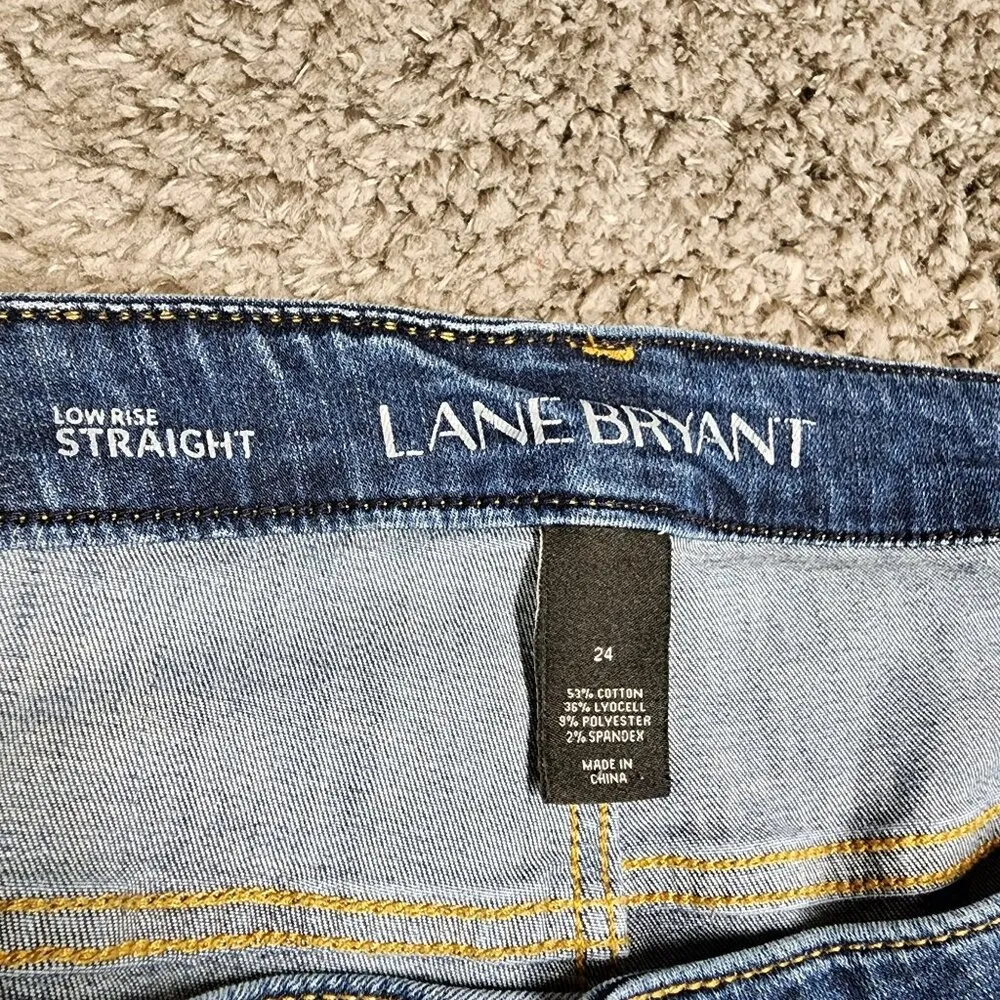 LOW RISE
STRAIGHT
LANE BRYANT
24
53% COTTON
36% LYOCELL
9% POLYESTER
2% SPANDEX
MADE IN
CHINA